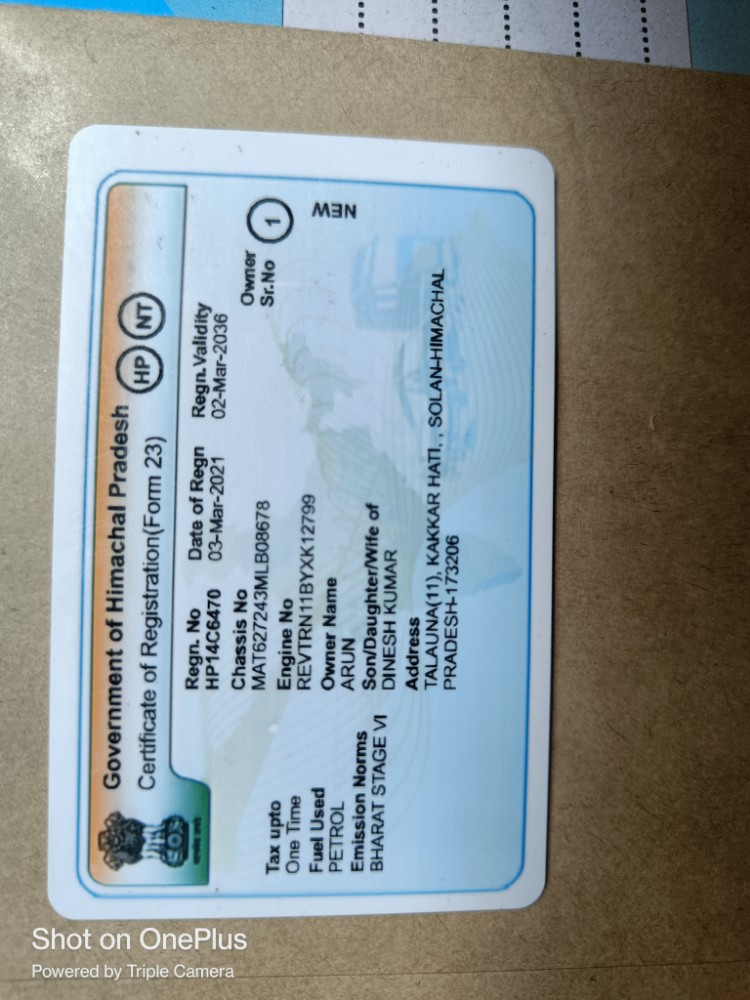 Government of Himachal Pradesh
Certificate of Registration(Form 23)
HP NT
Regn. No Date of Regn Regn.Validity
HP14C6470 03-Mar-2021 02-Mar-2036
Chassis No
MAT627243MLB08678
Owner
Sr.No
1
Engine No
REVTRN11BYXK12799
NEW
Owner Name
ARUN
Son/Daughter/Wife of
DINESH KUMAR
Address
TALAUNA(11), KAKKAR HATI, , SOLAN-HIMACHAL
PRADESH-173206
Tax upto
One Time
Fuel Used
PETROL
Emission Norms
BHARAT STAGE VI
Shot on OnePlus
Powered by Triple Camera